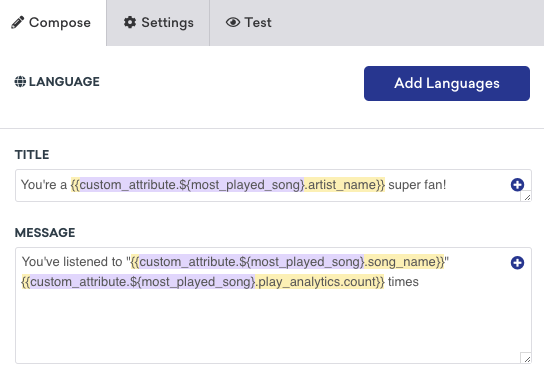 Compose
Settings
Test
LANGUAGE
Add Languages
TITLE
You're a {{custom_attribute.${most_played_song}.artist_name}} super fan!
MESSAGE
You've listened to "{{custom_attribute.${most_played_song}.song_name}}"
{{custom_attribute.${most_played_song}.play_analytics.count}} times